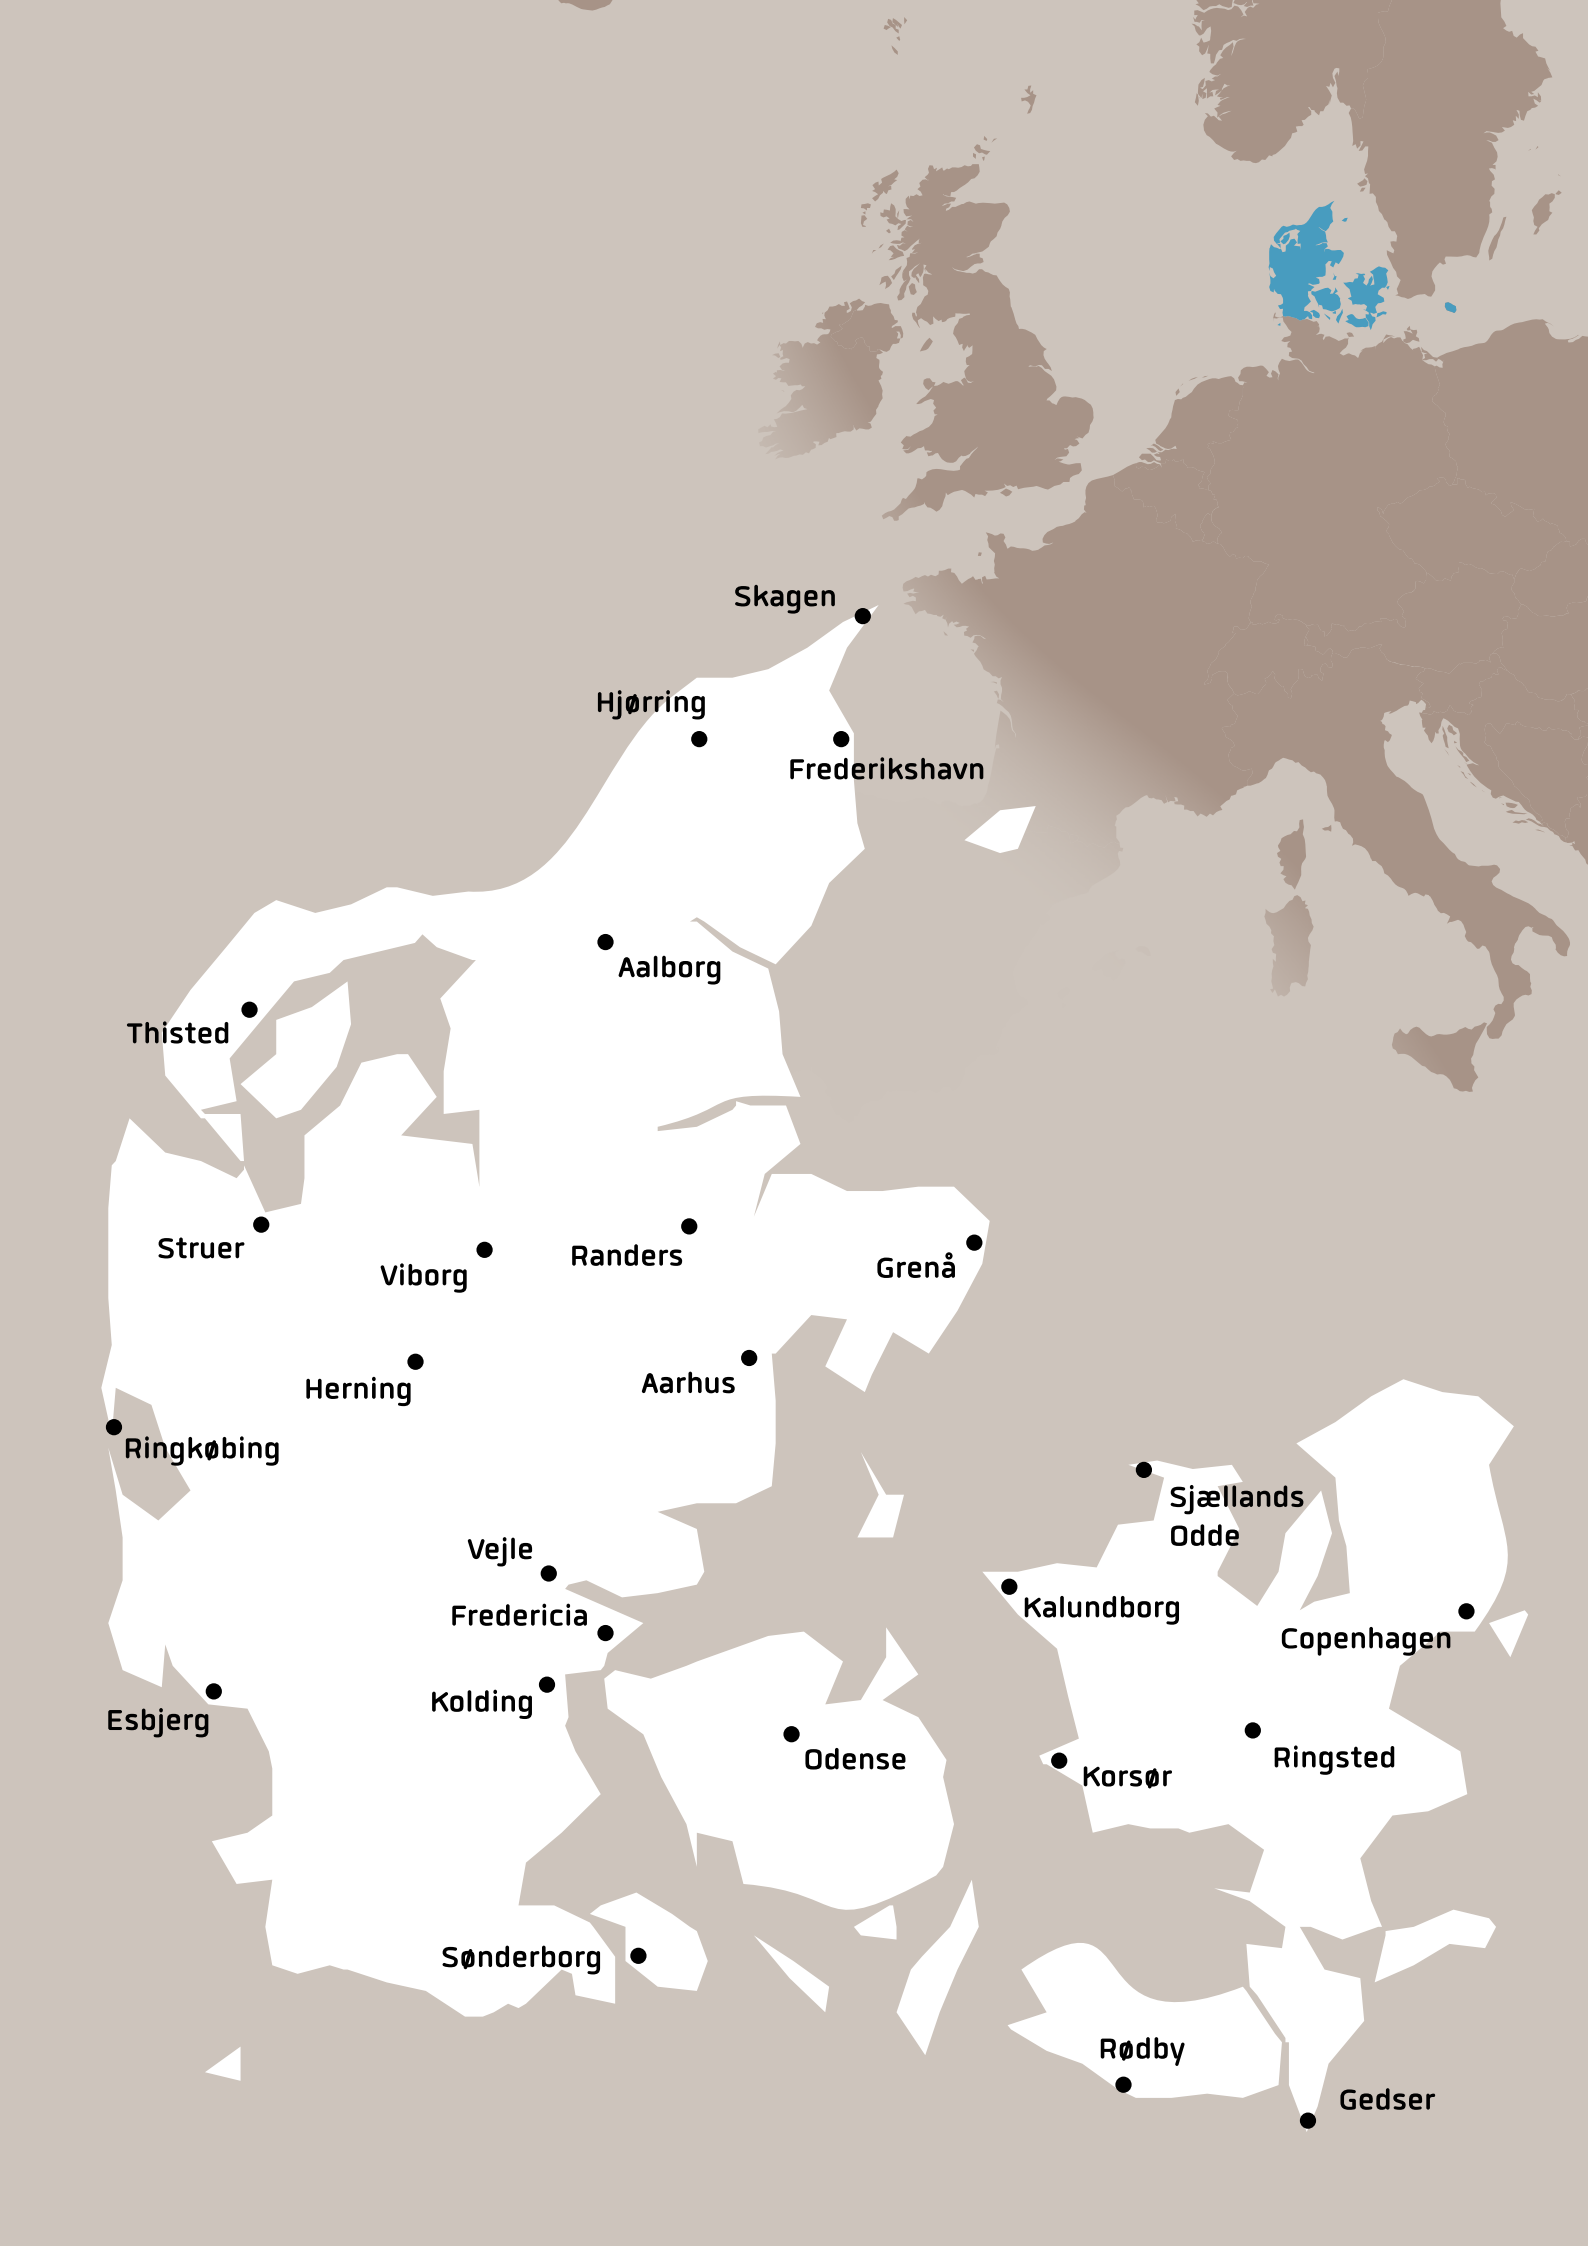 Skagen
Hjørring
Frederikshavn
Aalborg
Thisted
Struer
Viborg
Randers
Grenå
Herning
Aarhus
Ringkøbing
Sjællands
Odde
Vejle
Kalundborg
Fredericia
Copenhagen
Kolding
Esbjerg
Odense
Ringsted
Korsør
Sønderborg
Rødby
Gedser